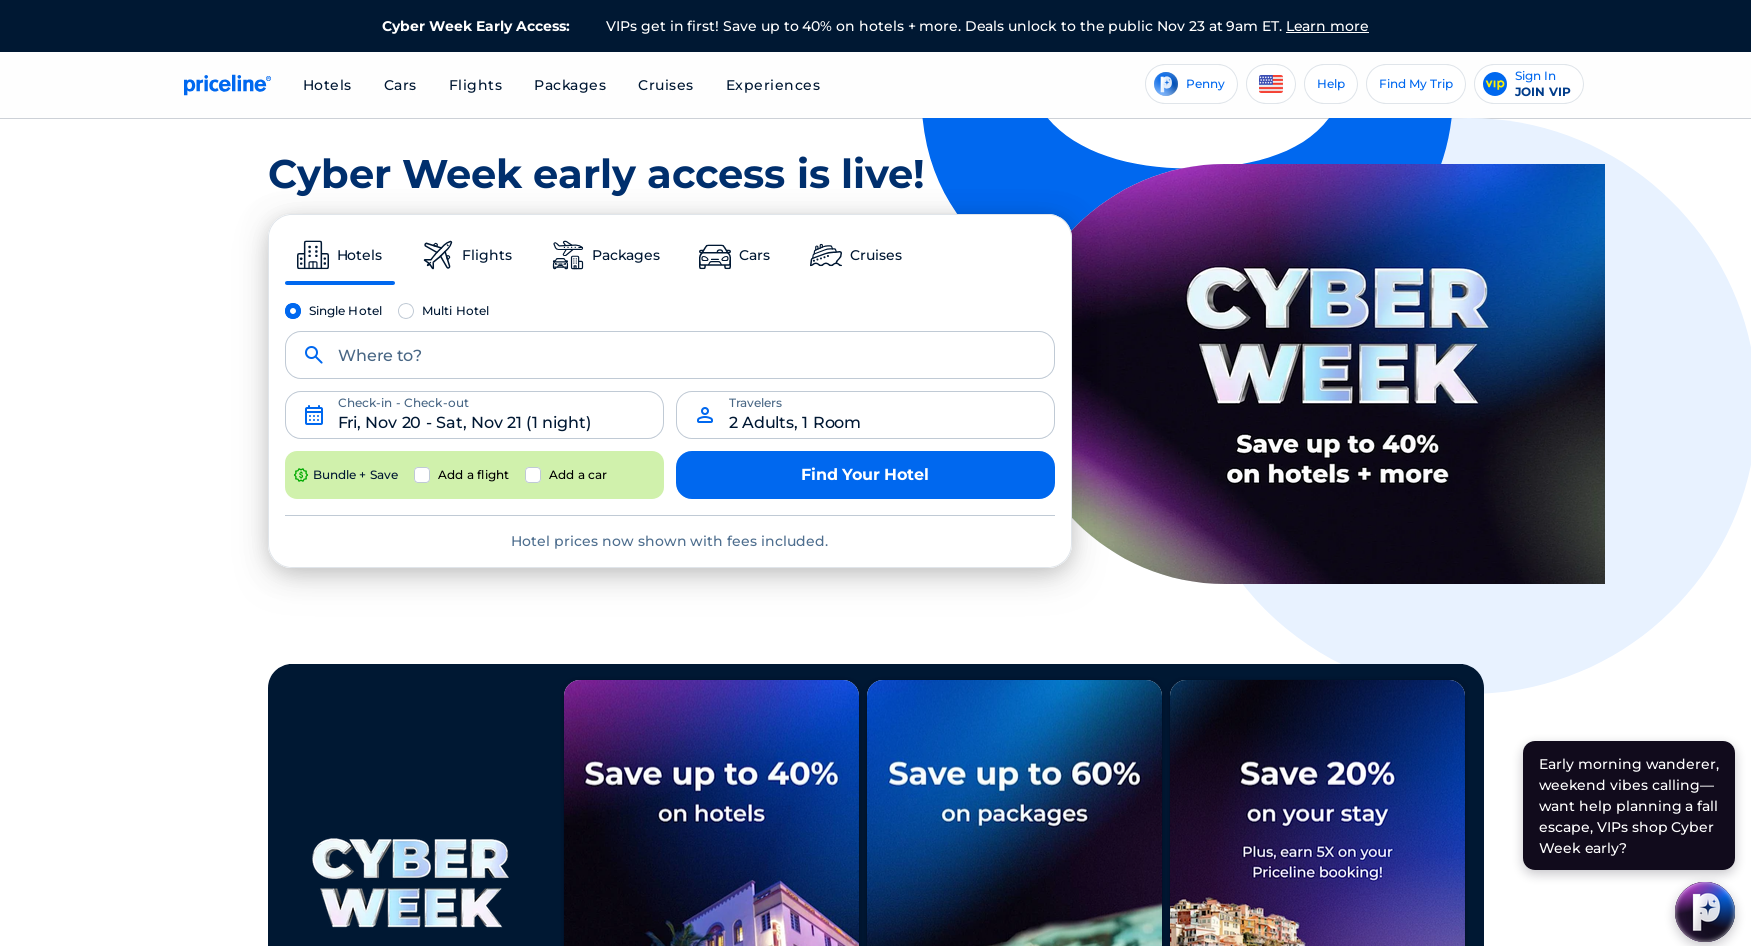 Cyber Week Early Access: VIPs get in first! Save up to 40% on hotels + more. Deals unlock to the public Nov 23 at 9am ET. Learn more
priceline®
Hotels
Cars
Flights
Packages
Cruises
Experiences
Penny
Help
Find My Trip
VIP
Sign In
JOIN VIP
Cyber Week early access is live!
Hotels
Flights
Packages
Cars
Cruises
Single Hotel
Multi Hotel
Where to?
Check-in - Check-out
Fri, Nov 20 - Sat, Nov 21 (1 night)
Travelers
2 Adults, 1 Room
Bundle + Save
Add a flight
Add a car
Find Your Hotel
Hotel prices now shown with fees included.
CYBER
WEEK
Save up to 40%
on hotels + more
CYBER
WEEK
Save up to 40%
on hotels
Save up to 60%
on packages
Save 20%
on your stay
Plus, earn 5X on your
Priceline booking!
Early morning wanderer,
weekend vibes calling—
want help planning a fall
escape, VIPs shop Cyber
Week early?